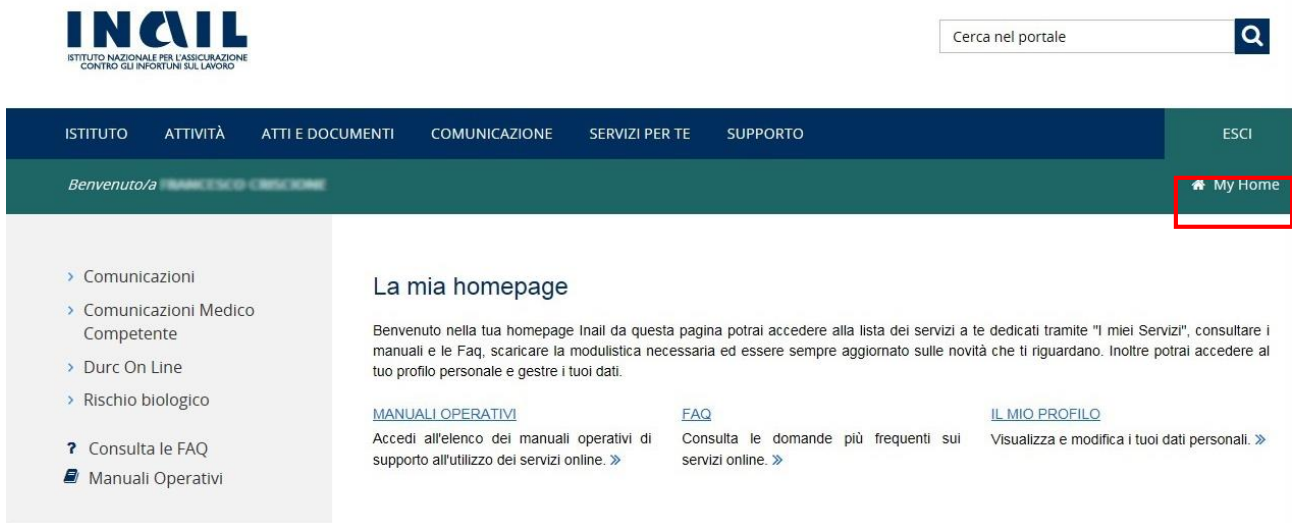 INAIL
ISTITUTO NAZIONALE PER L'ASSICURAZIONE
CONTRO GLI INFORTUNI SUL LAVORO
Cerca nel portale
ISTITUTO ATTIVITÀ ATTI E DOCUMENTI COMUNICAZIONE SERVIZI PER TE SUPPORTO ESCI
Benvenuto/a
My Home
Comunicazioni
Comunicazioni Medico
Competente
Durc On Line
Rischio biologico
? Consulta le FAQ
Manuali Operativi
La mia homepage
Benvenuto nella tua homepage Inail da questa pagina potrai accedere alla lista dei servizi a te dedicati tramite "I miei Servizi", consultare i
manuali e le Faq, scaricare la modulistica necessaria ed essere sempre aggiornato sulle novità che ti riguardano. Inoltre potrai accedere al
tuo profilo personale e gestre i tuoi dati.
MANUALI OPERATIVI
Accedi all'elenco dei manuali operativi di
supporto all'utilizzo dei servizi online. »
FAQ
Consulta le domande più frequenti sui
servizi online. »
IL MIO PROFILO
Visualizza e modifica i tuoi dati personali. »